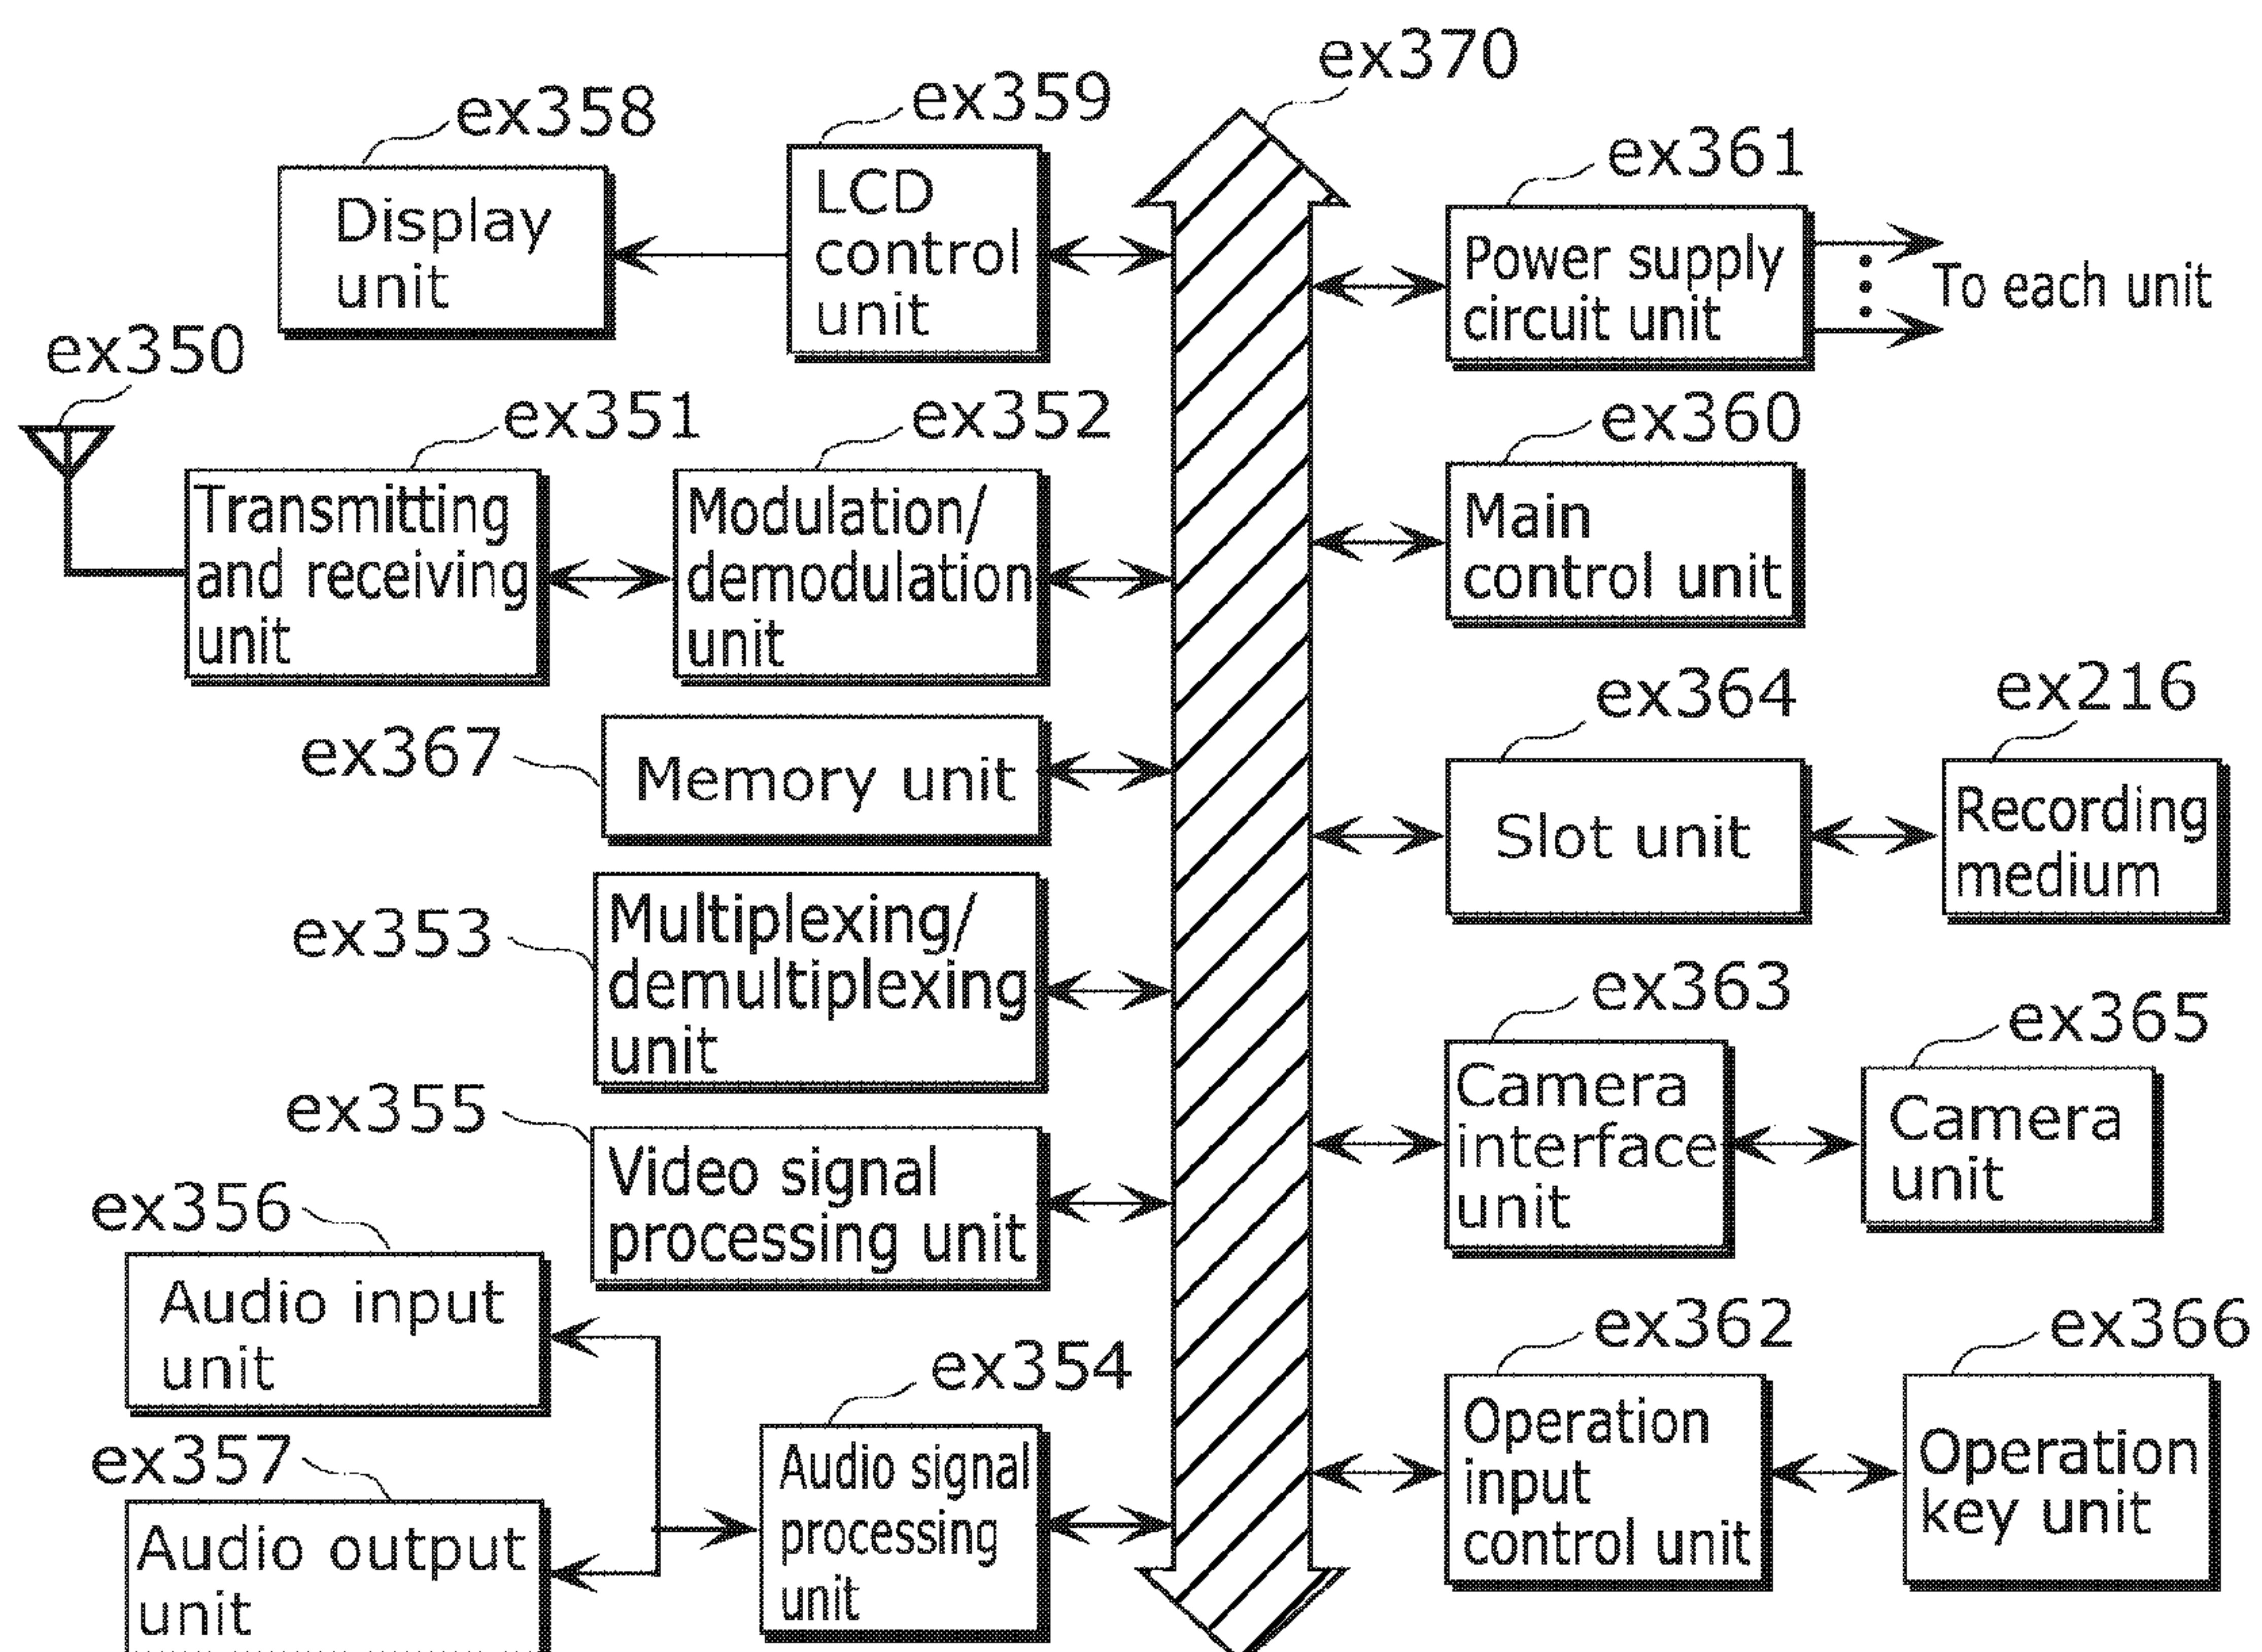 ex370
ex359
ex358
ex361
LCD
control
unit
Display
unit
Power supply
circuit unit
To each unit
ex350
ex351
ex352
ex360
Transmitting
and receiving
unit
Modulation/
demodulation
unit
Main
control unit
ex364
ex216
ex367
Memory unit
Slot unit
Recording
medium
ex353
Multiplexing/
demultiplexing
unit
ex363
ex365
Camera
interface
unit
Camera
unit
ex355
Video signal
processing unit
ex356
Audio input
unit
ex362
ex366
ex354
Operation
input
control unit
Operation
key unit
ex357
Audio output
unit
Audio signal
processing
unit